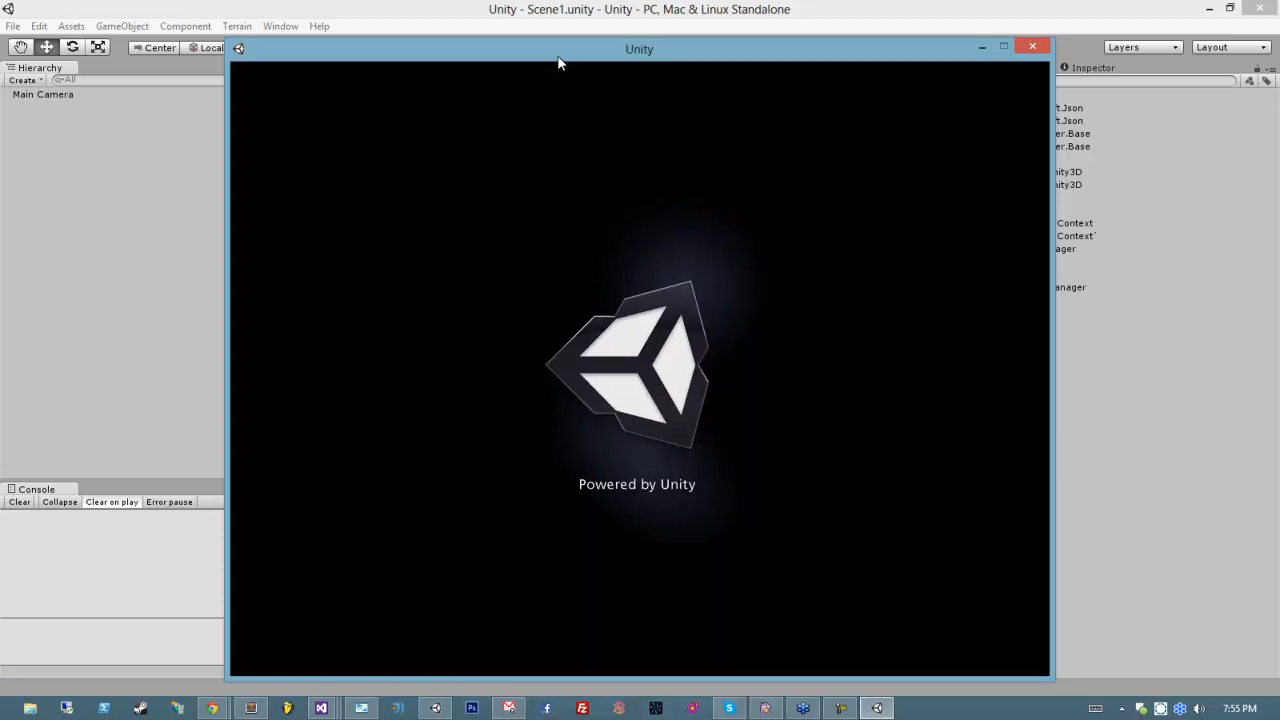 Unity - Scene1.unity - Unity - PC, Mac & Linux Standalone
File Edit Assets GameObject Component Terrain Window Help
Center Local Layers Layout
Unity
Hierarchy Inspector
Create All
Main Camera
t.Json
t.Json
er.Base
er.Base
nity3D
nity3D
Context
Context`
ager
anager
Powered by Unity
Console
Clear Collapse Clear on play Error pause
7:55 PM